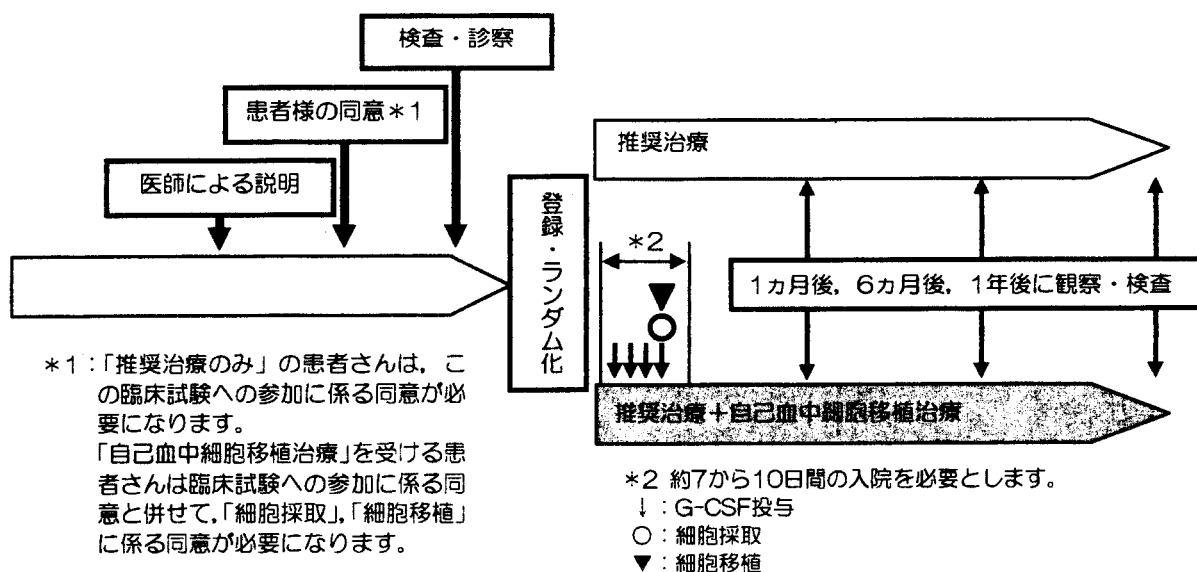 検査・診察
患者様の同意＊1
医師による説明
登録・ランダム化
推奨治療
＊2
1ヵ月後，6ヵ月後，1年後に観察・検査
推奨治療＋自己血中細胞移植治療
＊1：「推奨治療のみ」の患者さんは，こ
の臨床試験への参加に係る同意が必
要になります。
「自己血中細胞移植治療」を受ける患
者さんは臨床試験への参加に係る同
意と併せて，「細胞採取」，「細胞移植」
に係る同意が必要になります。
＊2 約7から10日間の入院を必要とします。
↓：G-CSF投与
○：細胞採取
▼：細胞移植